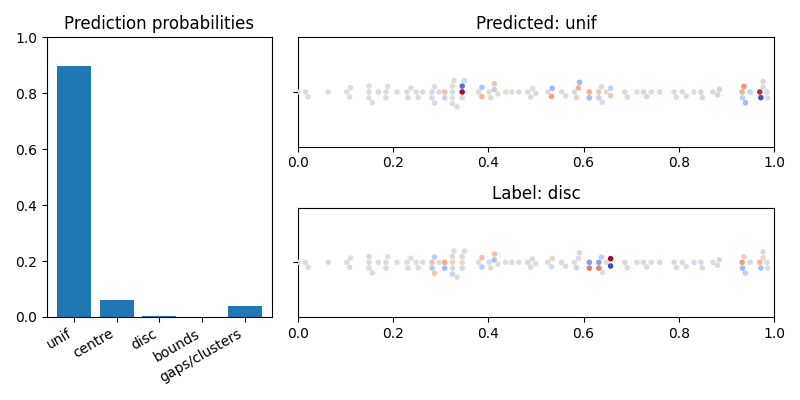 Prediction probabilities
1.0
0.8
0.6
0.4
0.2
0.0
unif
centre
disc
bounds
gaps/clusters
Predicted: unif
0.0 0.2 0.4 0.6 0.8 1.0
Label: disc
0.0 0.2 0.4 0.6 0.8 1.0